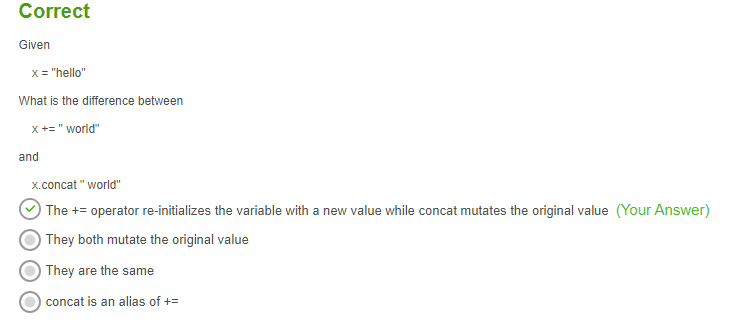 Correct
Given
x = "hello"
What is the difference between
x += " world"
and
x.concat " world"
The += operator re-initializes the variable with a new value while concat mutates the original value (Your Answer)
They both mutate the original value
They are the same
concat is an alias of +=